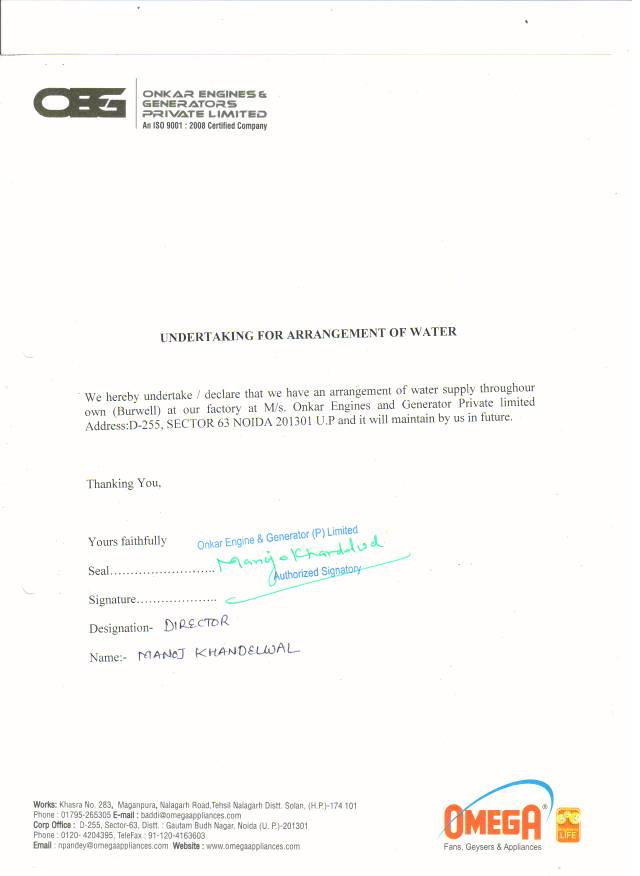 OEG
ONKAR ENGINES &
GENERATORS
PRIVATE LIMITED
An ISO 9001 : 2008 Certified Company
UNDERTAKING FOR ARRANGEMENT OF WATER
We hereby undertake / declare that we have an arrangement of water supply throughour
own (Burwell) at our factory at M/s. Onkar Engines and Generator Private limited
Address:D-255, SECTOR 63 NOIDA 201301 U.P and it will maintain by us in future.
Thanking You,
Yours faithfully
Onkar Engine & Generator (P) Limited
Seal..........................
Authorized Signatory
Signature....................
Designation- DIRECTOR
Name:- MANOJ KHANDELWAL
Works: Khasra No. 283, Maganpura, Nalagarh Road,Tehsil Nalagarh Distt. Solan, (H.P.)-174 101
Phone : 01795-265305 E-mail : baddi@omegaappliances.com
Corp Office : D-255, Sector-63, Distt. : Gautam Budh Nagar, Noida (U. P.)-201301
Phone : 0120- 4204395, TeleFax : 91-120-4163603
Email : npandey@omegaappliances.com Website : www.omegaappliances.com
OMEGA®
Fans, Geysers & Appliances
LIFE